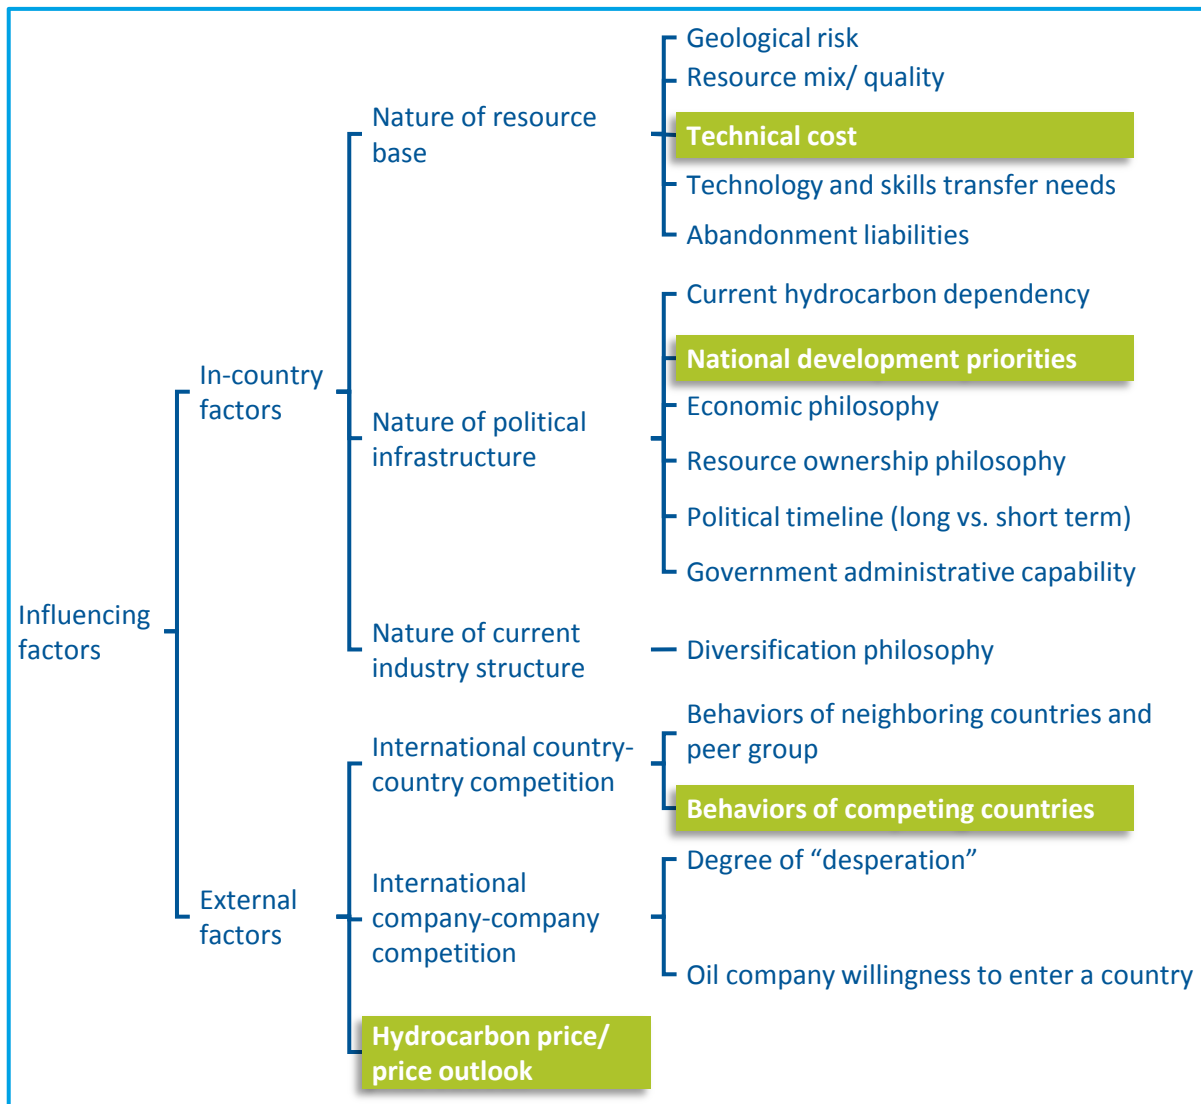 Influencing
factors
In-country
factors
Nature of resource
base
Geological risk
Resource mix/ quality
Technical cost
Technology and skills transfer needs
Abandonment liabilities
Nature of political
infrastructure
Current hydrocarbon dependency
National development priorities
Economic philosophy
Resource ownership philosophy
Political timeline (long vs. short term)
Government administrative capability
Nature of current
industry structure
Diversification philosophy
External
factors
International country-
country competition
Behaviors of neighboring countries and
peer group
Behaviors of competing countries
International
company-company
competition
Degree of “desperation”
Oil company willingness to enter a country
Hydrocarbon price/
price outlook